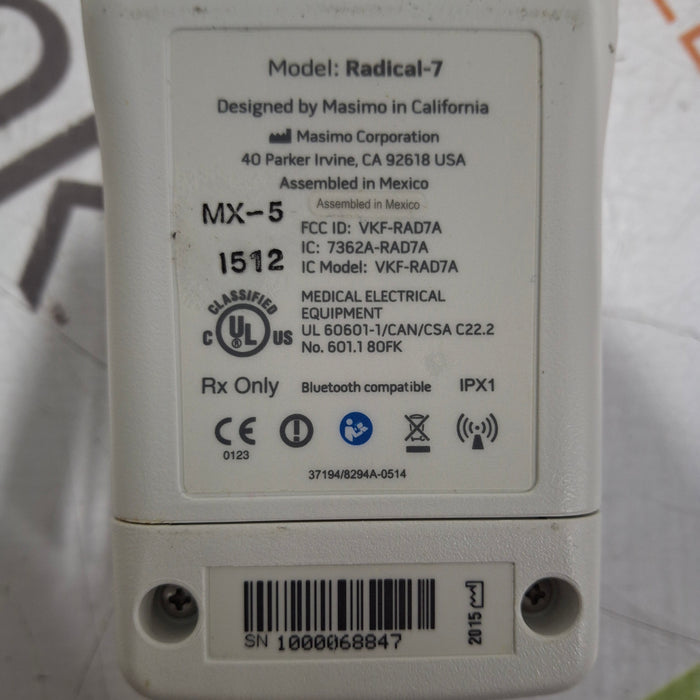 Model: Radical-7
Designed by Masimo in California
Masimo Corporation
40 Parker Irvine, CA 92618 USA
Assembled in Mexico
Assembled in Mexico
MX-5
1512
FCC ID: VKF-RAD7A
IC: 7362A-RAD7A
IC Model: VKF-RAD7A
CLASSIFIED
C UL US
®
MEDICAL ELECTRICAL
EQUIPMENT
UL 60601-1/CAN/CSA C22.2
No. 601.1 80FK
Rx Only Bluetooth compatible IPX1
CE
0123
37194/8294A-0514
SN 1000068847
2015